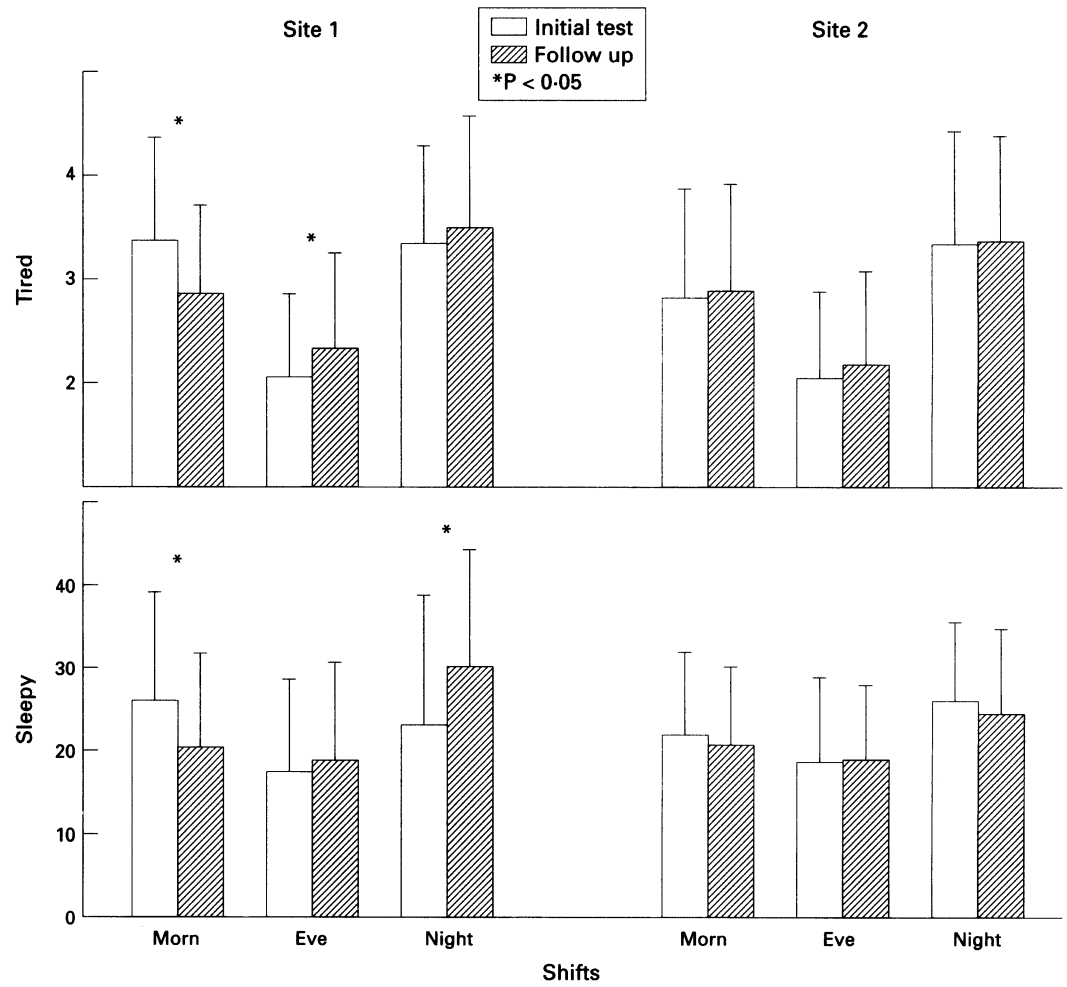 Site 1
Initial test
Follow up
*P < 0·05
Site 2
Tired
4
3
2
*
*
Sleepy
40
30
20
10
0
*
*
Morn Eve Night Morn Eve Night
Shifts